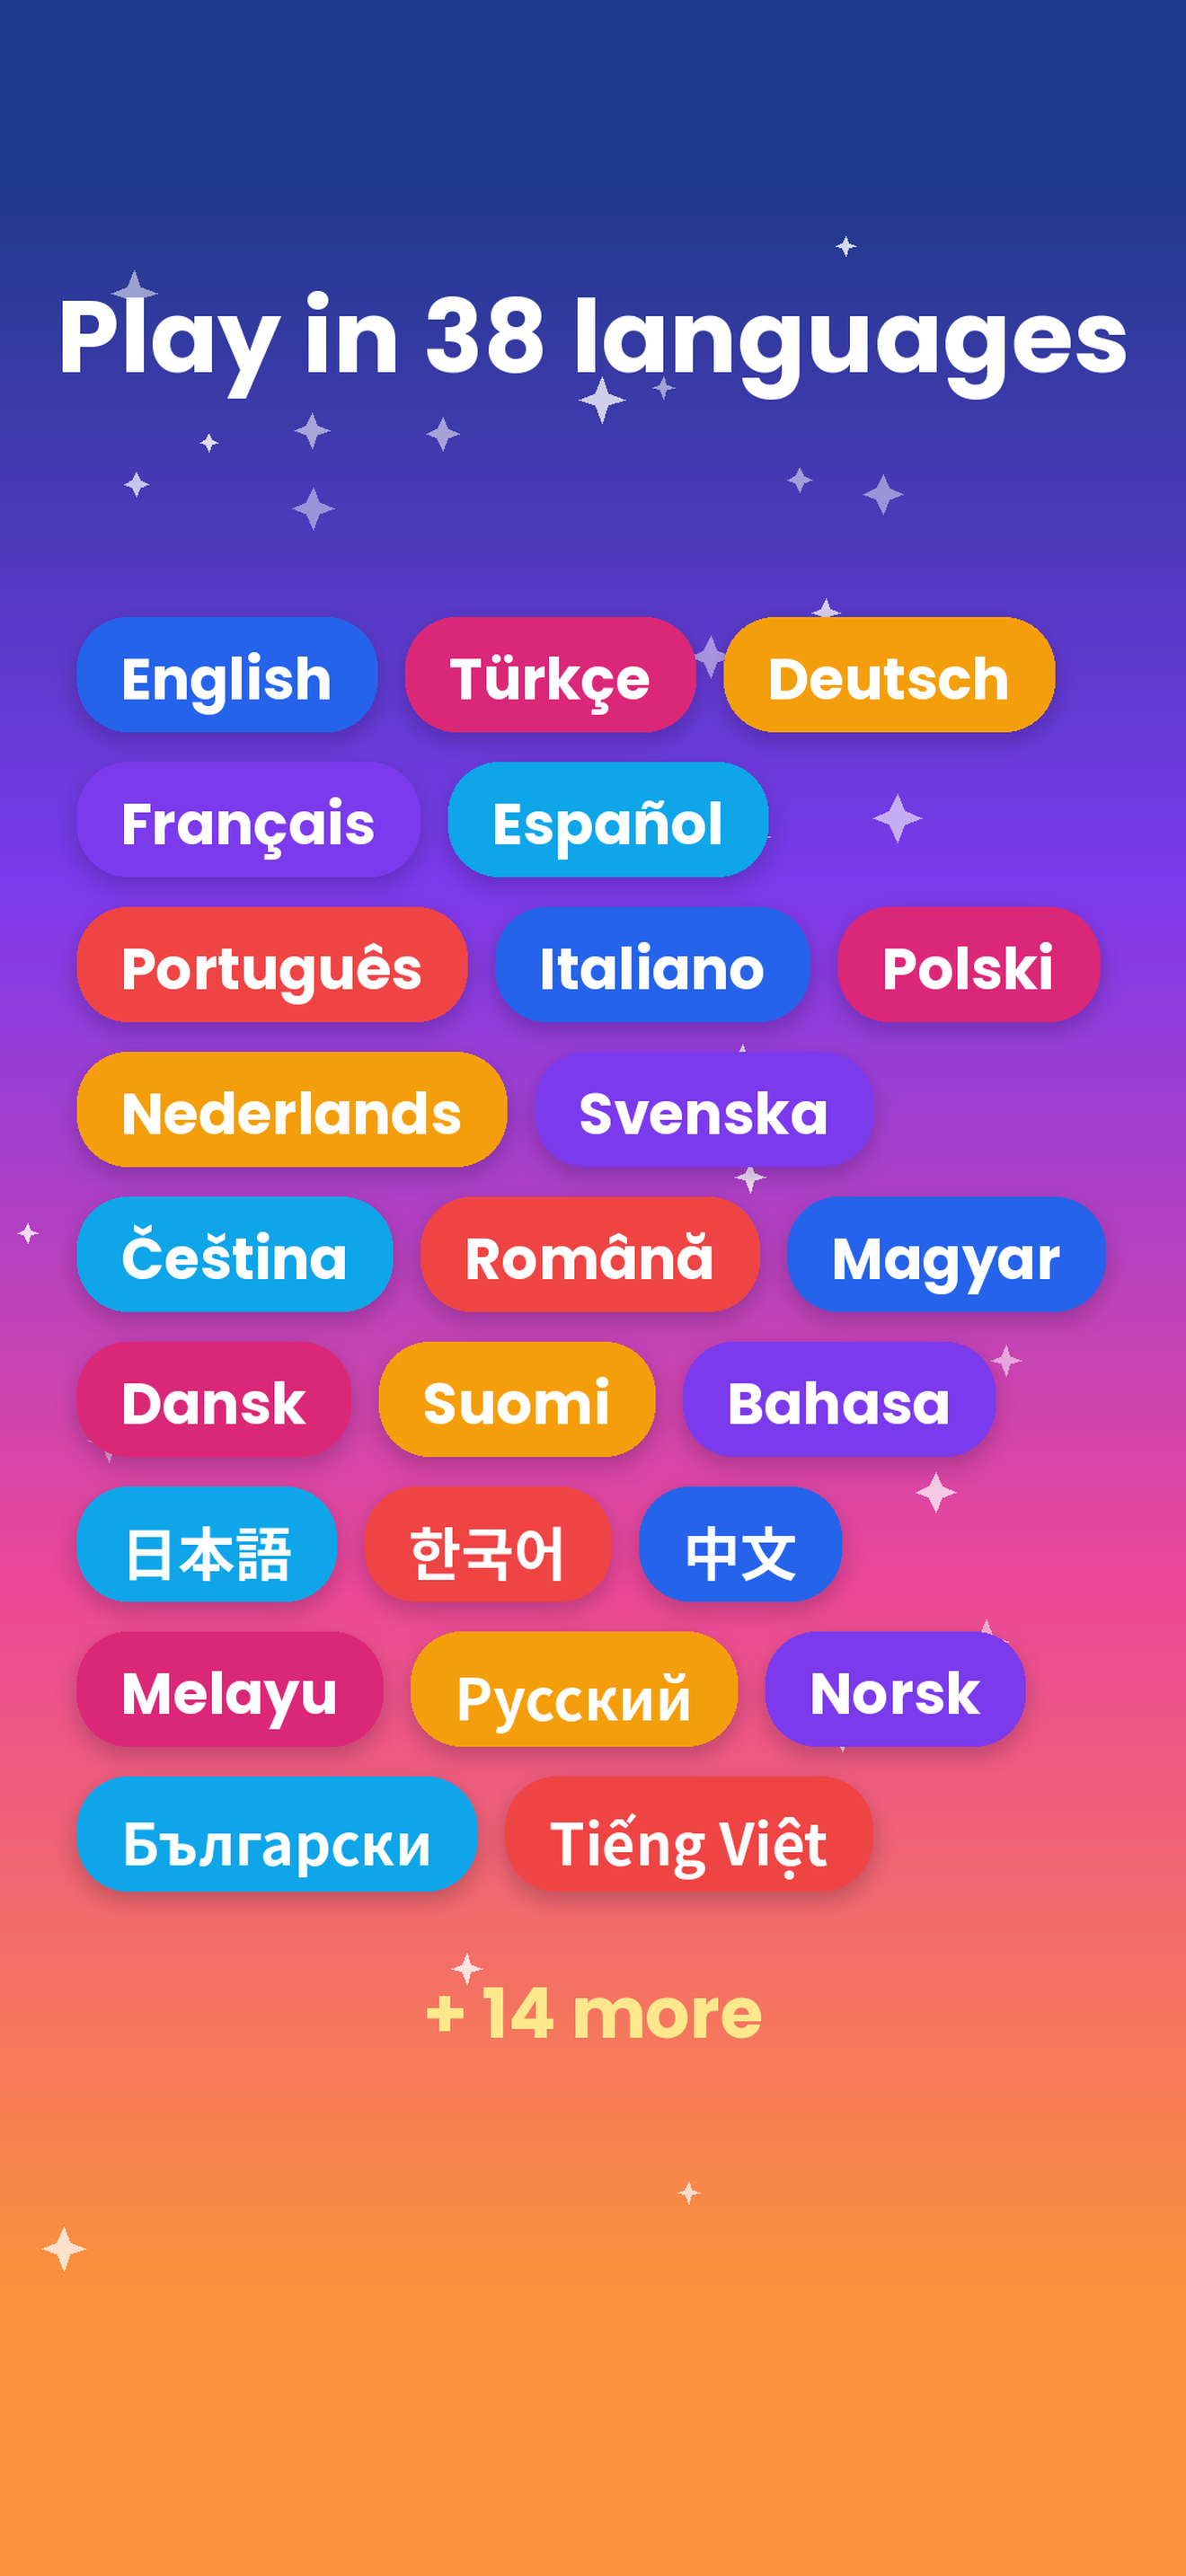 Play in 38 languages
English Türkçe Deutsch
Français Español
Português Italiano Polski
Nederlands Svenska
Čeština Română Magyar
Dansk Suomi Bahasa
日本語 한국어 中文
Melayu Русский Norsk
Български Tiếng Việt
+ 14 more